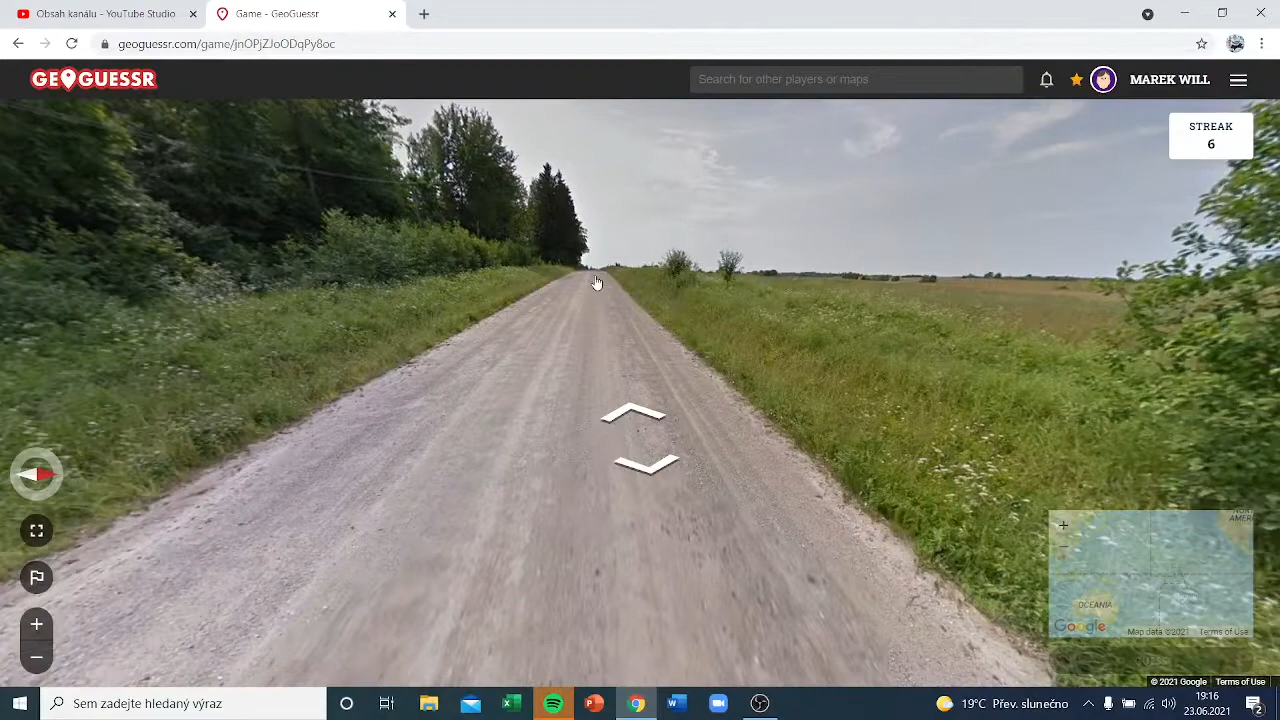 Obsah kanálu - YouTube Studio
Game - GeoGuessr
geoguessr.com/game/jnOPjZJoODqPy8oc
GEOGUESSR
Search for other players or maps
MAREK WILL
STREAK
6
AMER
OCEANIA
Google
Map data ©2021
Terms of Use
© 2021 Google
Terms of Use
Sem zadejte hledaný výraz
19°C Přev. slunečno
19:16
23.06.2021
2